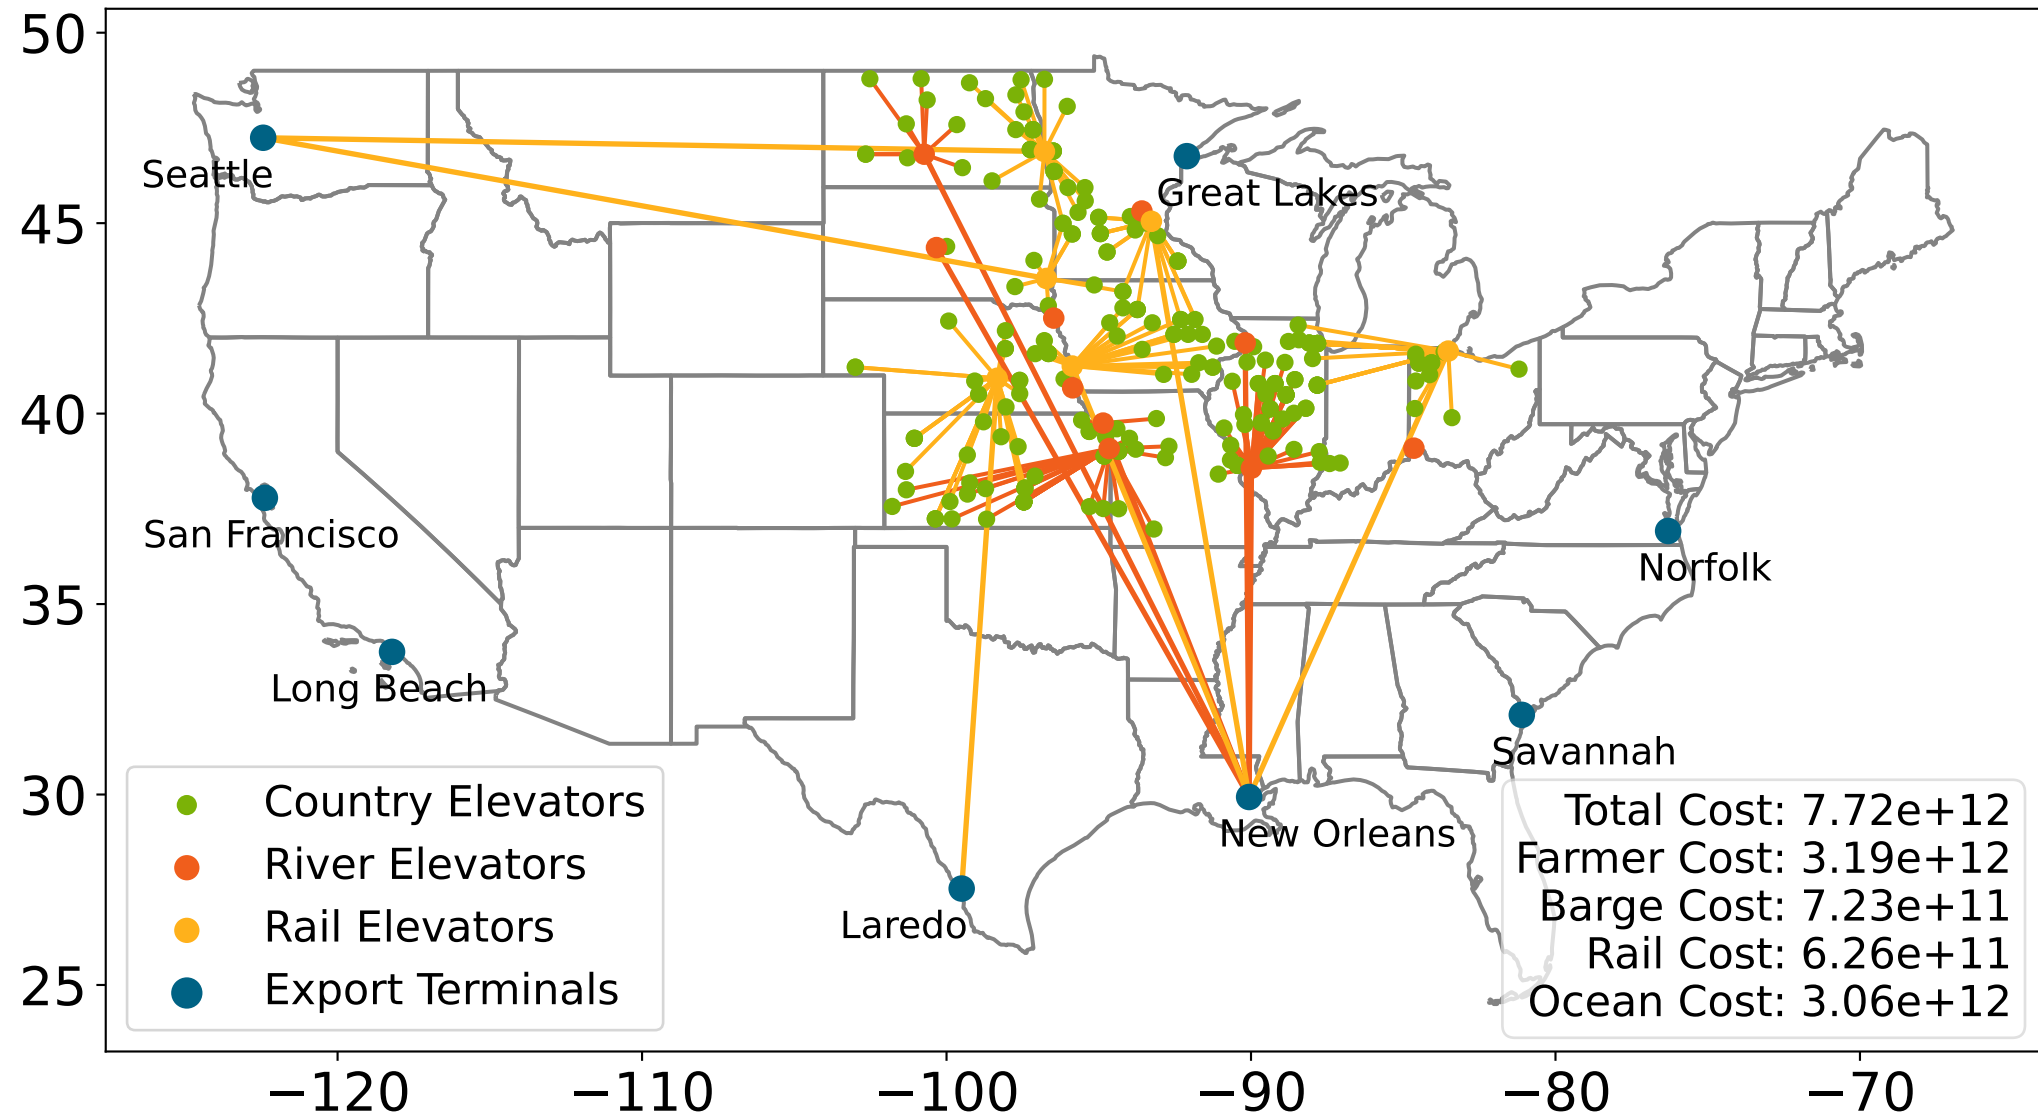 50
45
40
35
30
25
−120
−110
−100
−90
−80
−70
Seattle
Great Lakes
San Francisco
Norfolk
Long Beach
Savannah
New Orleans
Laredo
Country Elevators
River Elevators
Rail Elevators
Export Terminals
Total Cost: 7.72e+12
Farmer Cost: 3.19e+12
Barge Cost: 7.23e+11
Rail Cost: 6.26e+11
Ocean Cost: 3.06e+12